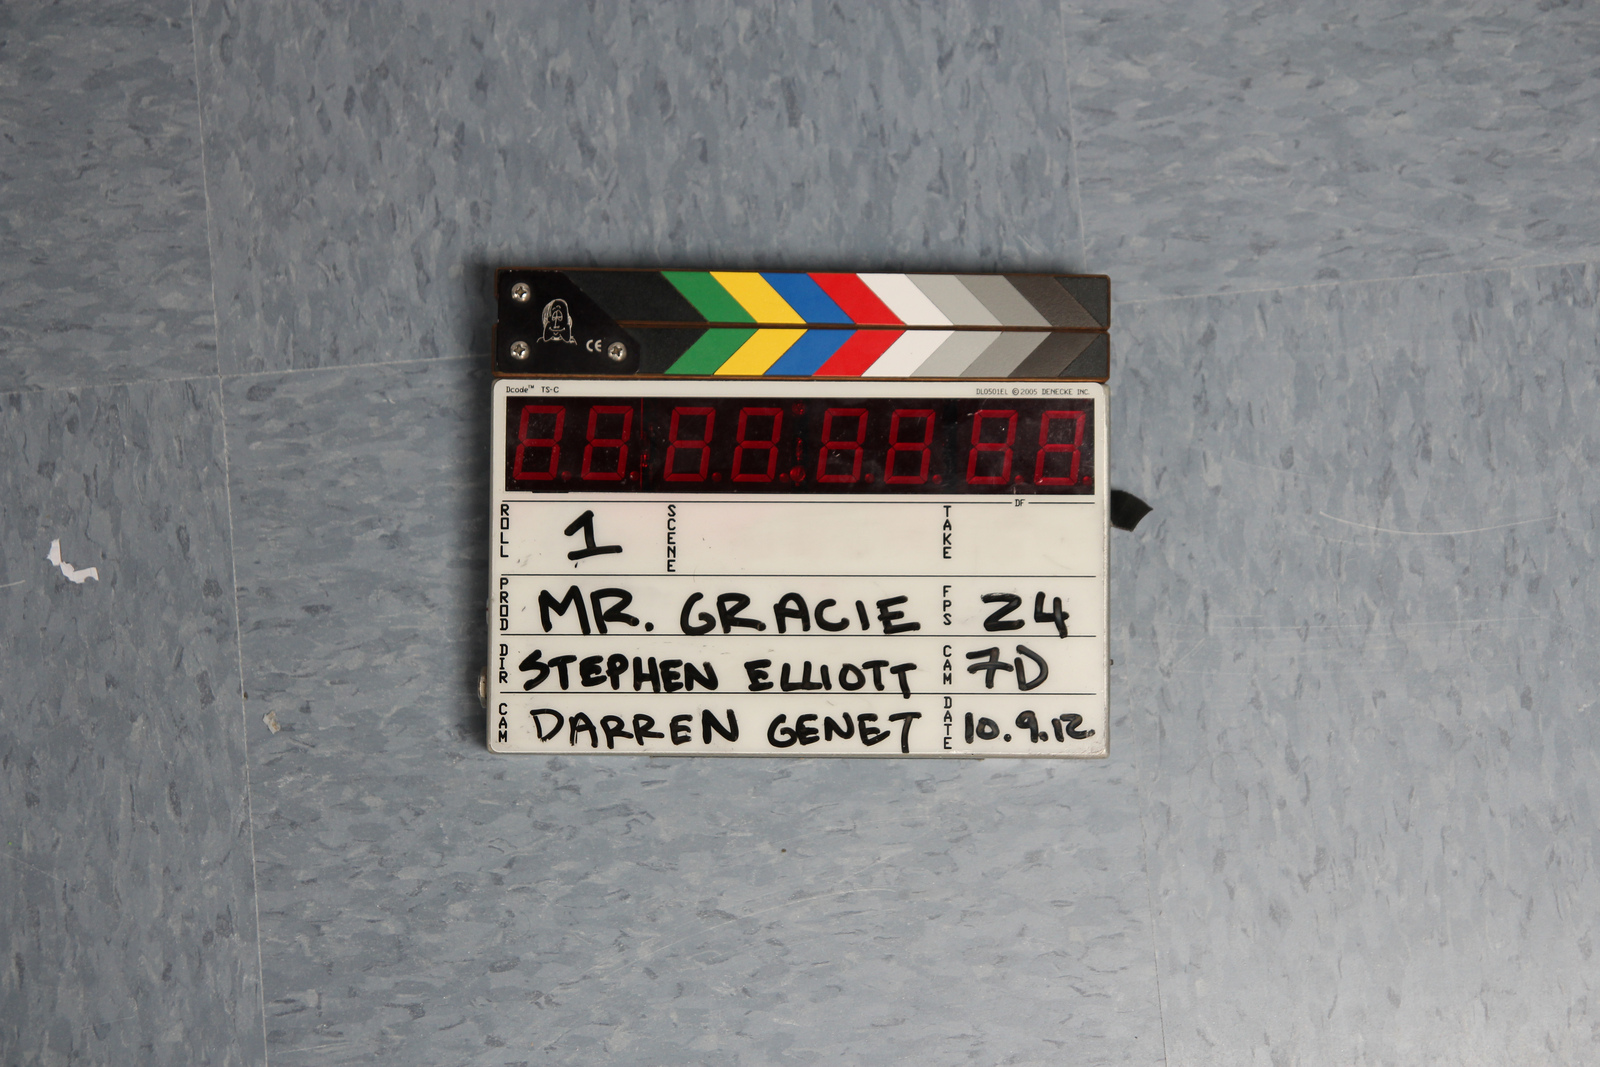 CE
Dcode™ TS-C DL0501EL ©2005 DENECKE INC.
88 88:88 88
DF
ROLL 1 SCENE TAKE
PROD MR. GRACIE FPS 24
DIR STEPHEN ELLIOTT CAM 7D
CAM DARREN GENET DATE 10.9.12